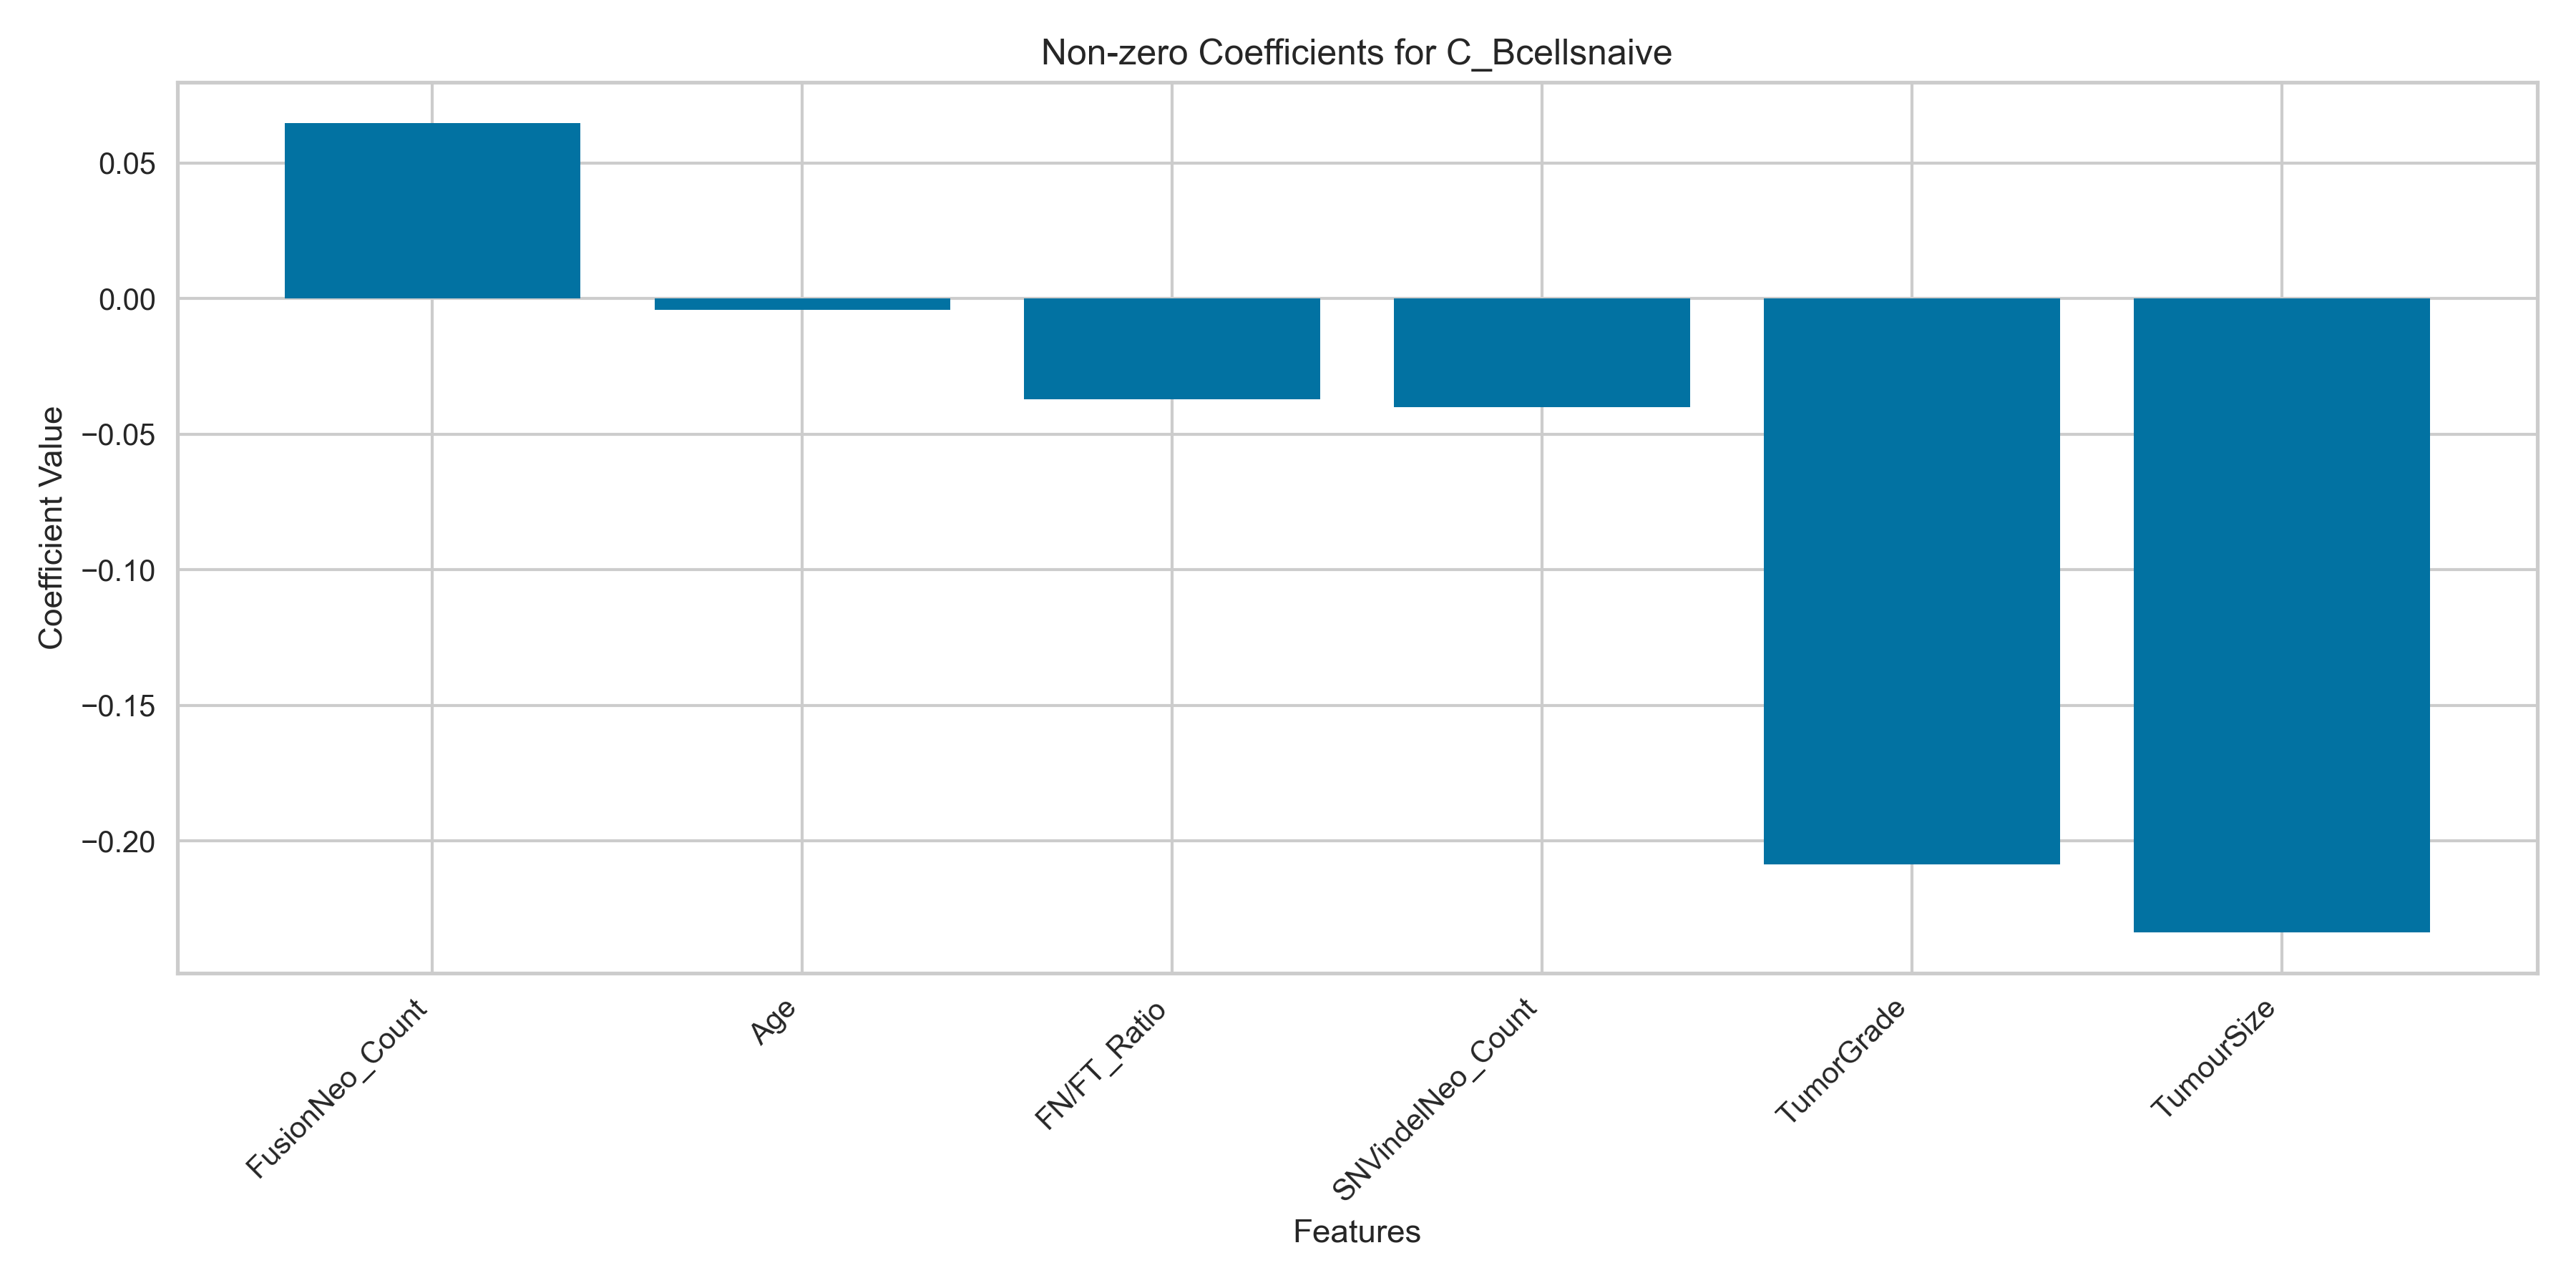 Non-zero Coefficients for C_Bcellsnaive
Coefficient Value
0.05
0.00
−0.05
−0.10
−0.15
−0.20
FusionNeo_Count
Age
FN/FT_Ratio
SNVindelNeo_Count
TumorGrade
TumourSize
Features